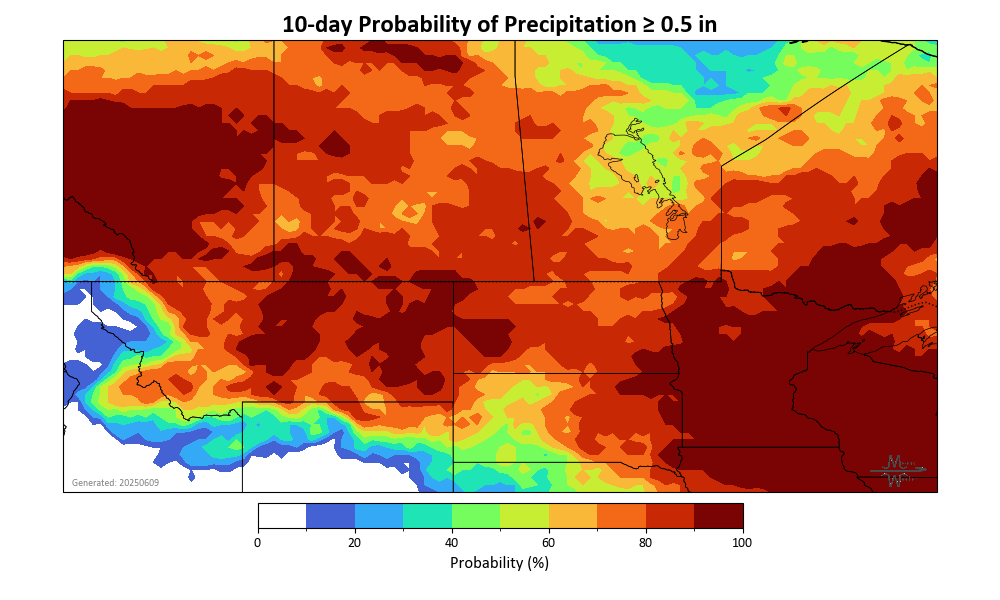 10-day Probability of Precipitation ≥ 0.5 in
Generated: 20250609
0 20 40 60 80 100
Probability (%)